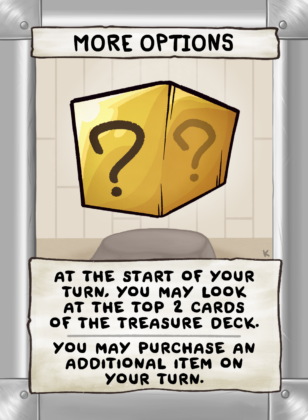 MORE OPTIONS
? ?
AT THE START OF YOUR
TURN, YOU MAY LOOK
AT THE TOP 2 CARDS
OF THE TREASURE DECK.
YOU MAY PURCHASE AN
ADDITIONAL ITEM ON
YOUR TURN.